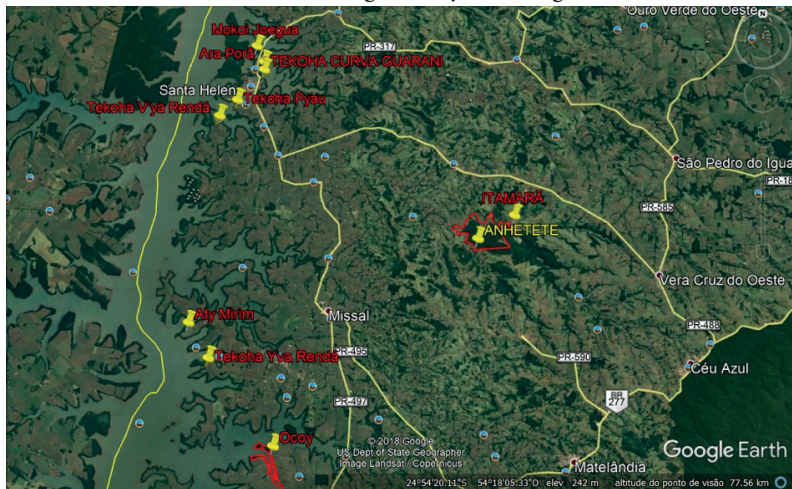 Ouro Verde do Oeste
Mokoi Joegua
PR-317
Ara Porã
TEKOHA CURVA GUARANI
Santa Helen
Tekoha Pyau
Tekoha V'ya Rendá
São Pedro do Igua
PR-18
PR-585
ITAMARÃ
ANHETETE
Vera Cruz do Oeste
Aty Mirim
Missal
PR-488
Tekoha Yva Renda
PR-495
PR-590
Céu Azul
PR-497
BR
277
Ocoy
© 2018 Google
US Dept of State Geographer
Image Landsat / Copernicus
Google Earth
Matelândia
24°54'20.11"S 54°18'05.33"O elev 242 m altitude do ponto de visão 77.56 km